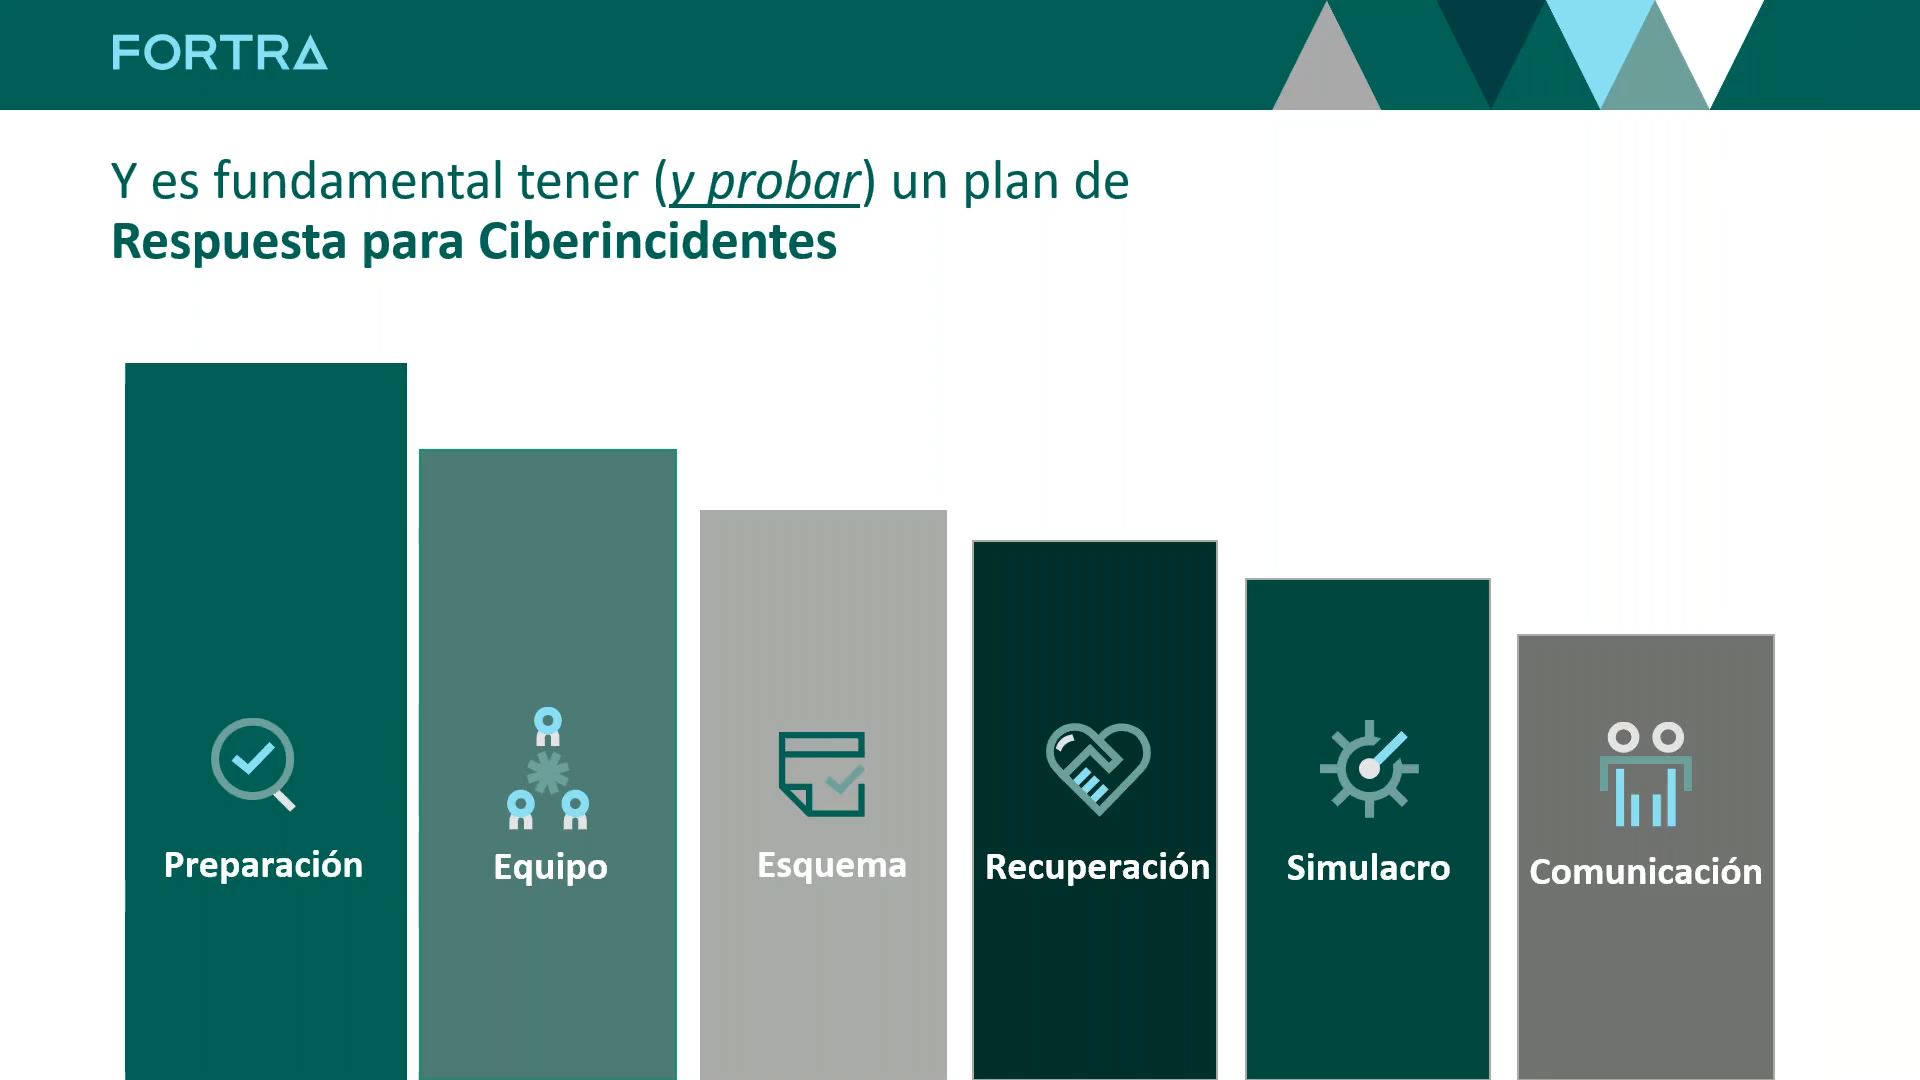 FORTRA
Y es fundamental tener (y probar) un plan de
Respuesta para Ciberincidentes
Preparación
Equipo
Esquema
Recuperación
Simulacro
Comunicación